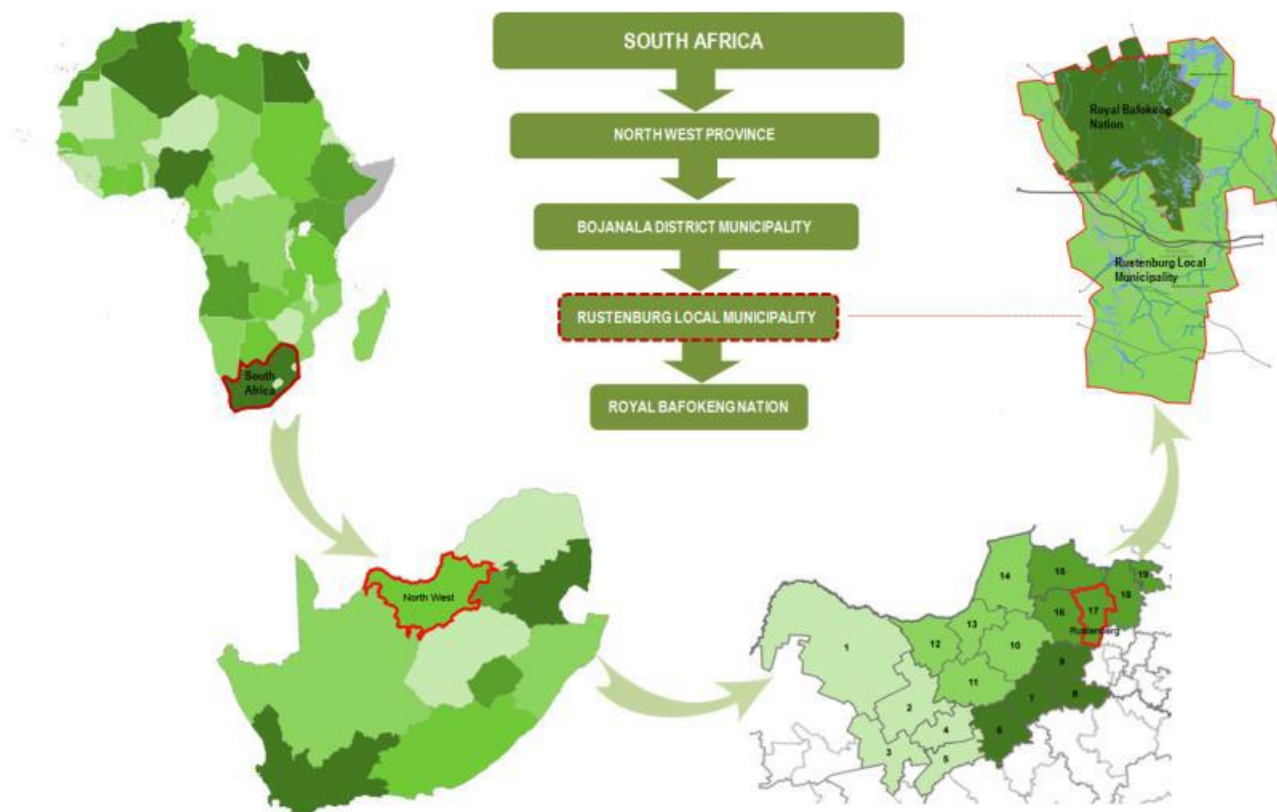 SOUTH AFRICA
NORTH WEST PROVINCE
BOJANALA DISTRICT MUNICIPALITY
RUSTENBURG LOCAL MUNICIPALITY
ROYAL BAFOKENG NATION
South
Africa
Royal Bafokeng
Nation
Rustenburg Local
Municipality
North West
14
15
19
18
17
16
Rustenberg
13
12
10
1
9
11
8
7
2
6
4
3
5